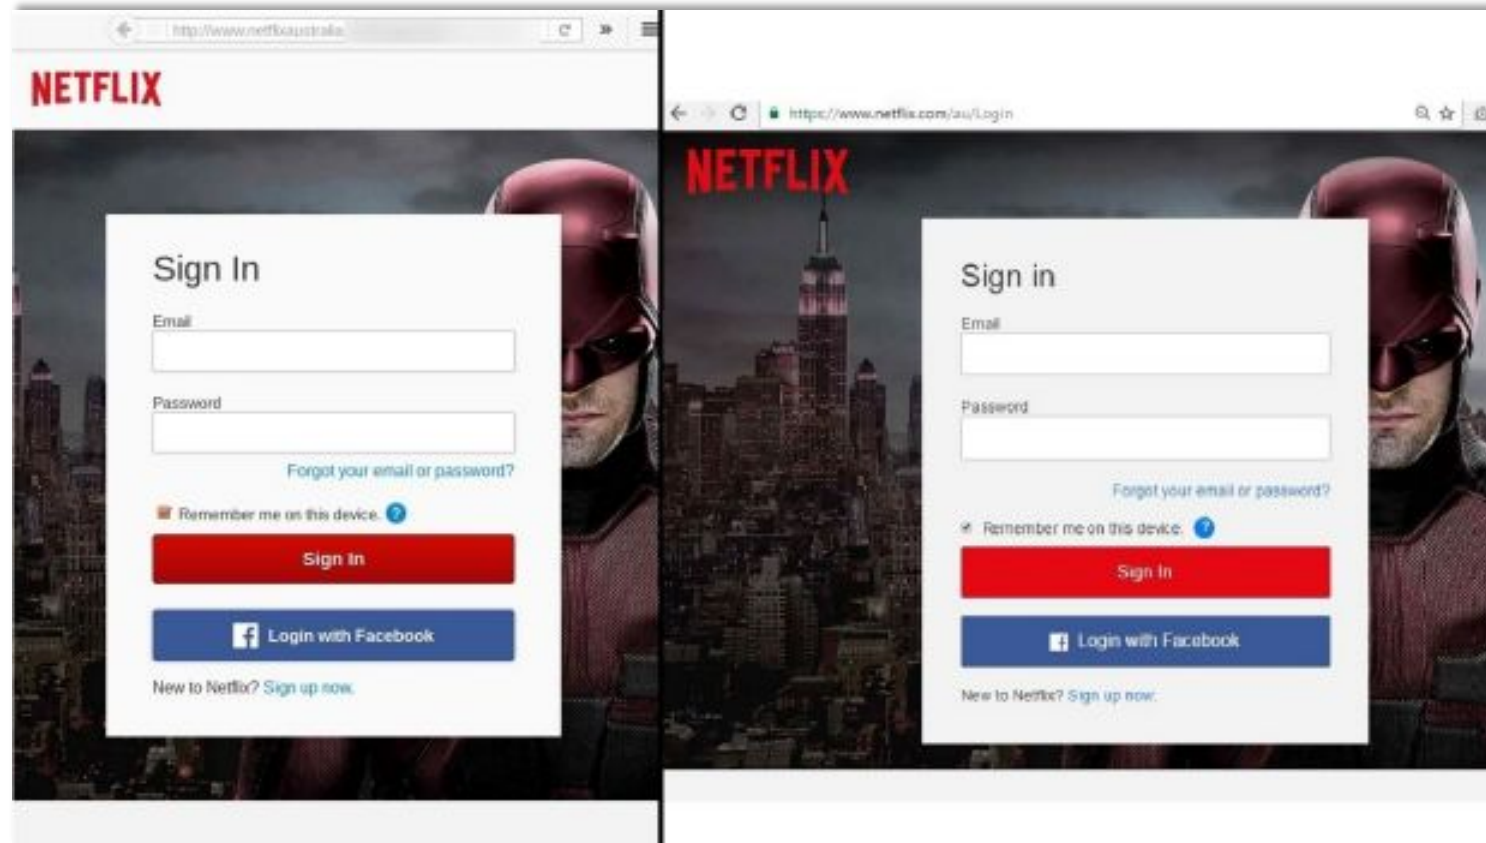 http://www.netflixaustralia
NETFLIX
Sign In
Email
Password
Forgot your email or password?
Remember me on this device. ?
Sign In
f Login with Facebook
New to Netflix? Sign up now.
https://www.netflix.com/au/Login
NETFLIX
Sign in
Email
Password
Forgot your email or password?
Remember me on this device. ?
Sign In
f Login with Facebook
New to Netflix? Sign up now.